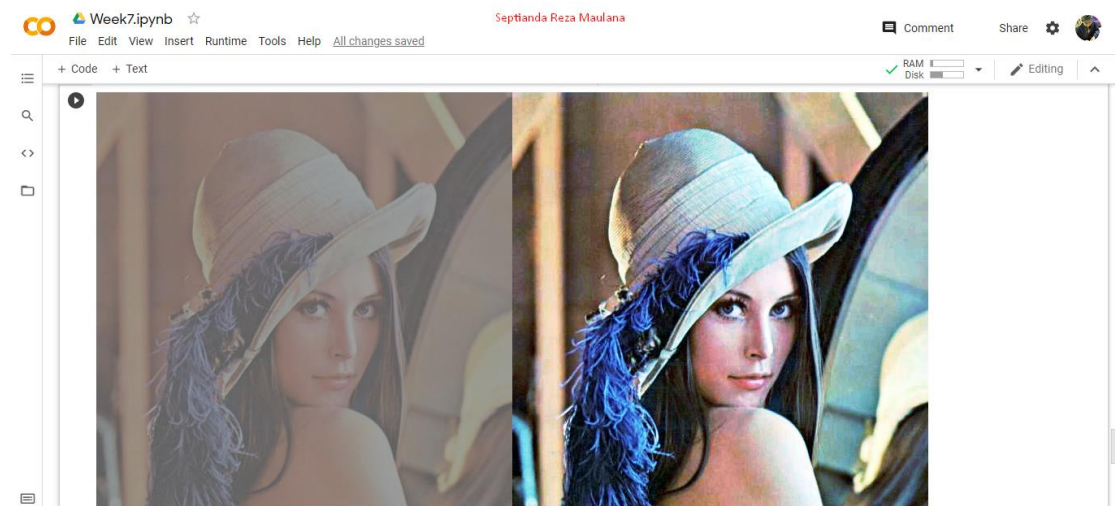 Week7.ipynb
Septianda Reza Maulana
Comment
Share
File Edit View Insert Runtime Tools Help All changes saved
+ Code + Text
RAM
Disk
Editing